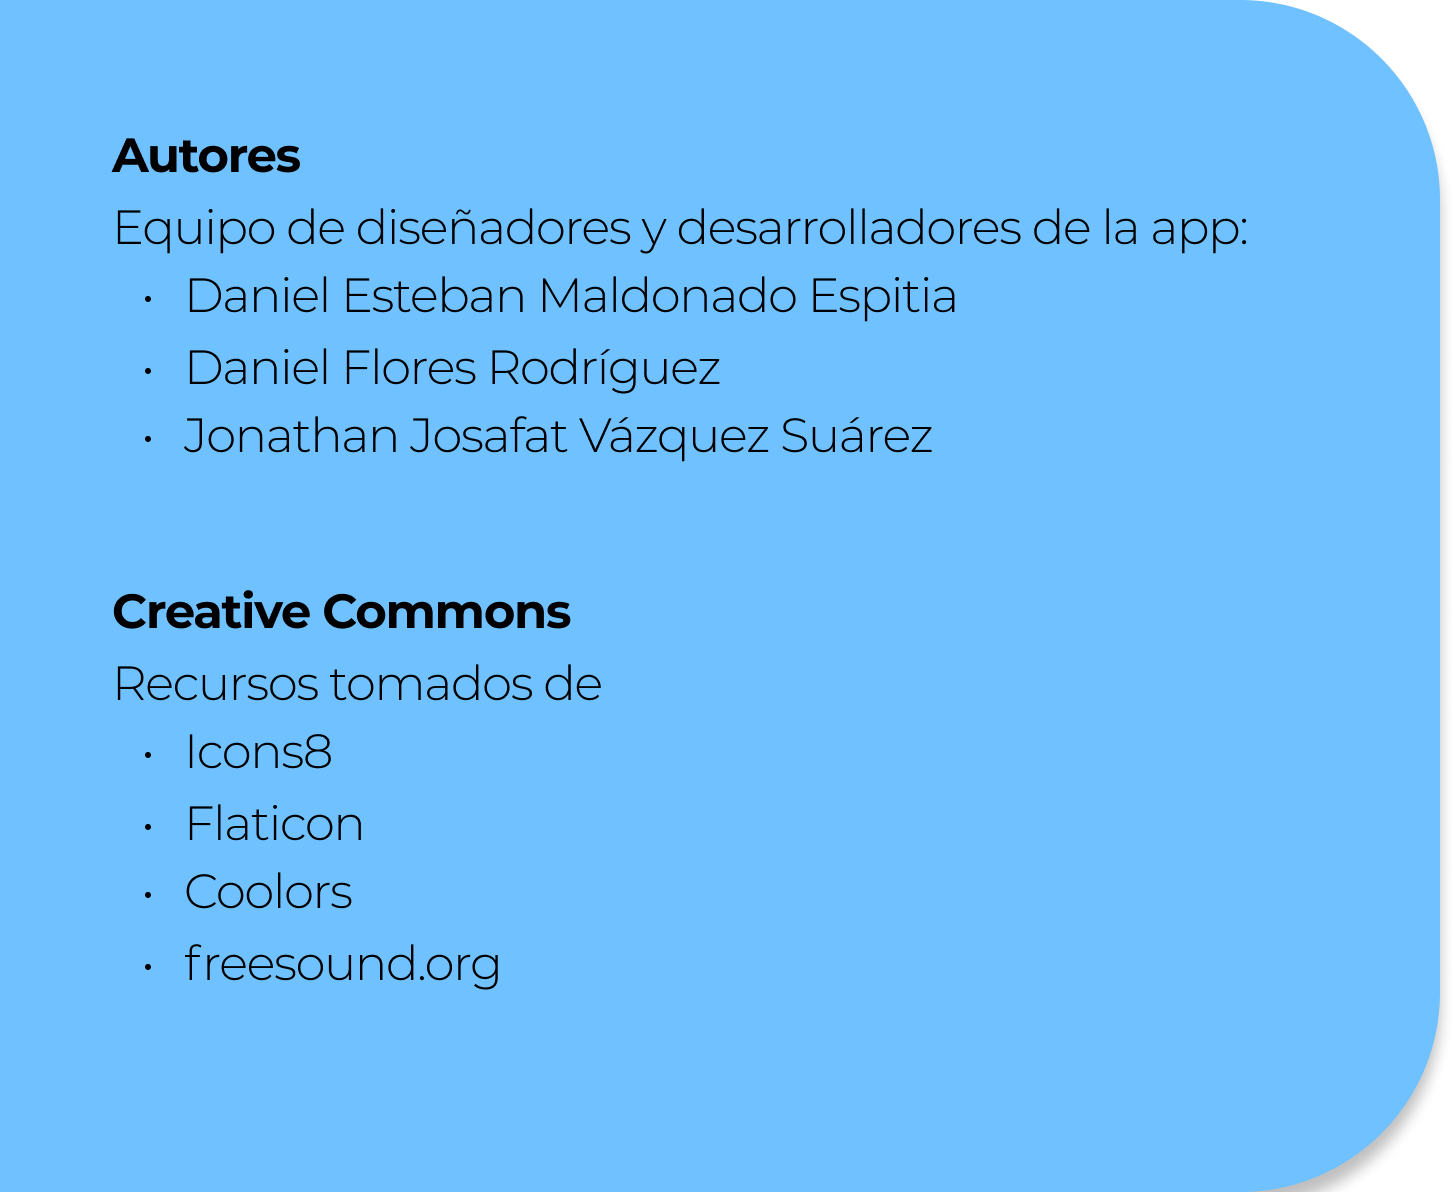 Autores
Equipo de diseñadores y desarrolladores de la app:
• Daniel Esteban Maldonado Espitia
• Daniel Flores Rodríguez
• Jonathan Josafat Vázquez Suárez
Creative Commons
Recursos tomados de
• Icons8
• Flaticon
• Coolors
• freesound.org